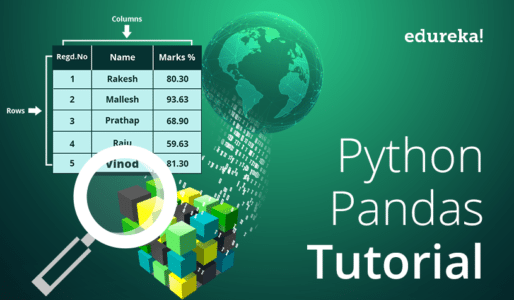 Columns
edureka!
Regd.No Name Marks %
1 Rakesh 80.30
2 Mallesh 93.63
Rows
3 Prathap 68.90
4 Raju 59.63
5 Vinod 81.30
Python
Pandas
Tutorial